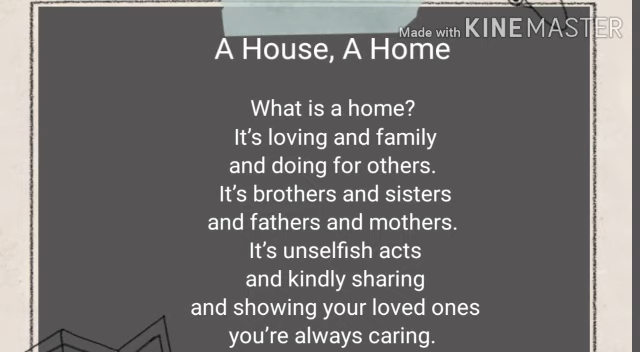 Made with KINEMASTER
A House, A Home
What is a home?
It's loving and family
and doing for others.
It's brothers and sisters
and fathers and mothers.
It's unselfish acts
and kindly sharing
and showing your loved ones
you're always caring.